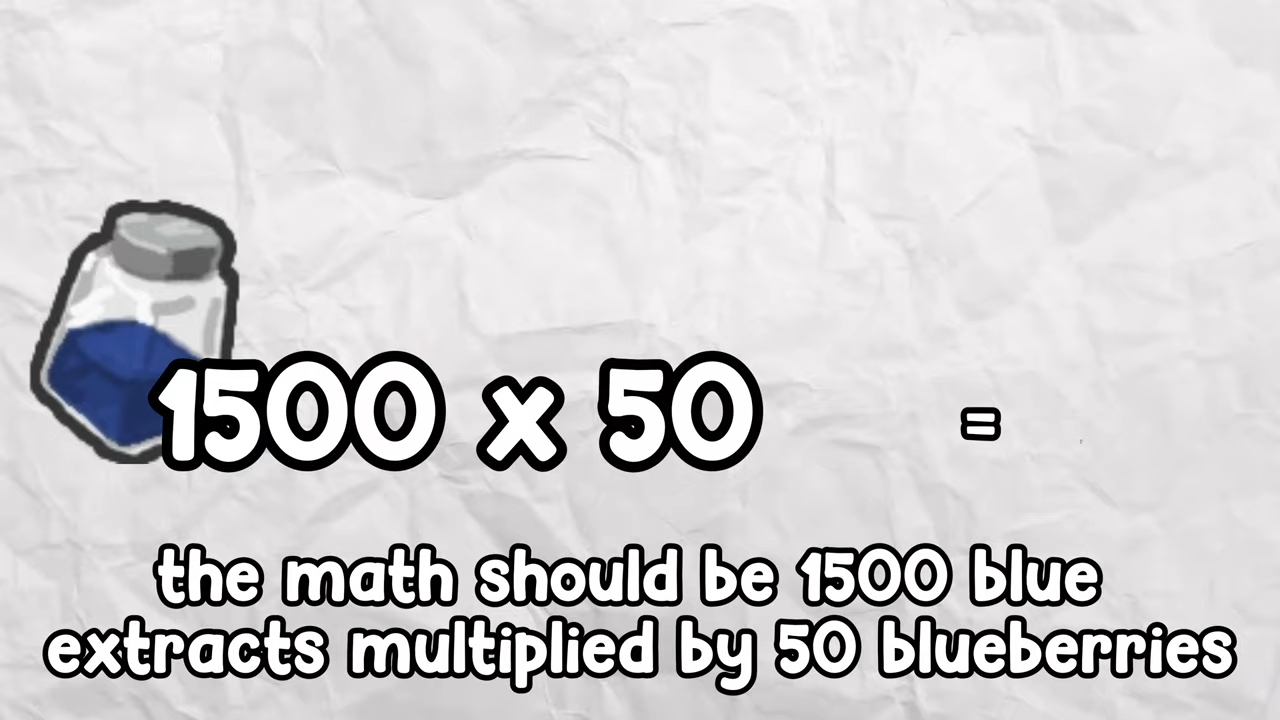 1500 x 50 =
the math should be 1500 blue
extracts multiplied by 50 blueberries